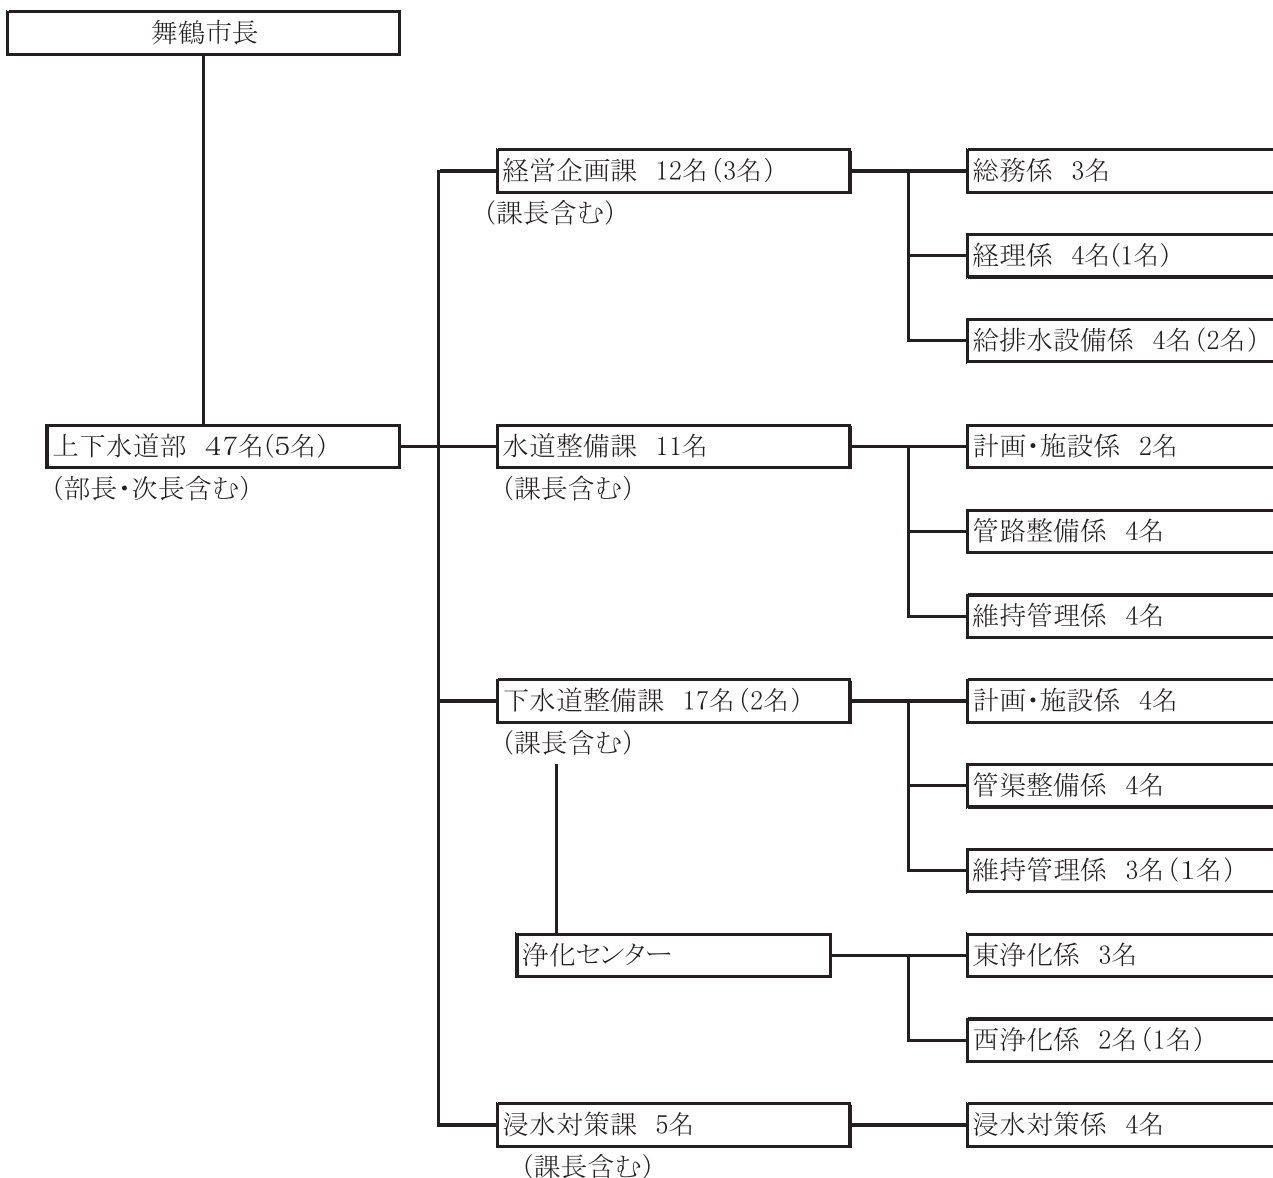 舞鶴市長
経営企画課 12名(3名)
(課長含む)
総務係 3名
経理係 4名(1名)
給排水設備係 4名(2名)
上下水道部 47名(5名)
(部長・次長含む)
水道整備課 11名
(課長含む)
計画・施設係 2名
管路整備係 4名
維持管理係 4名
下水道整備課 17名(2名)
(課長含む)
計画・施設係 4名
管渠整備係 4名
維持管理係 3名(1名)
浄化センター
東浄化係 3名
西浄化係 2名(1名)
浸水対策課 5名
(課長含む)
浸水対策係 4名